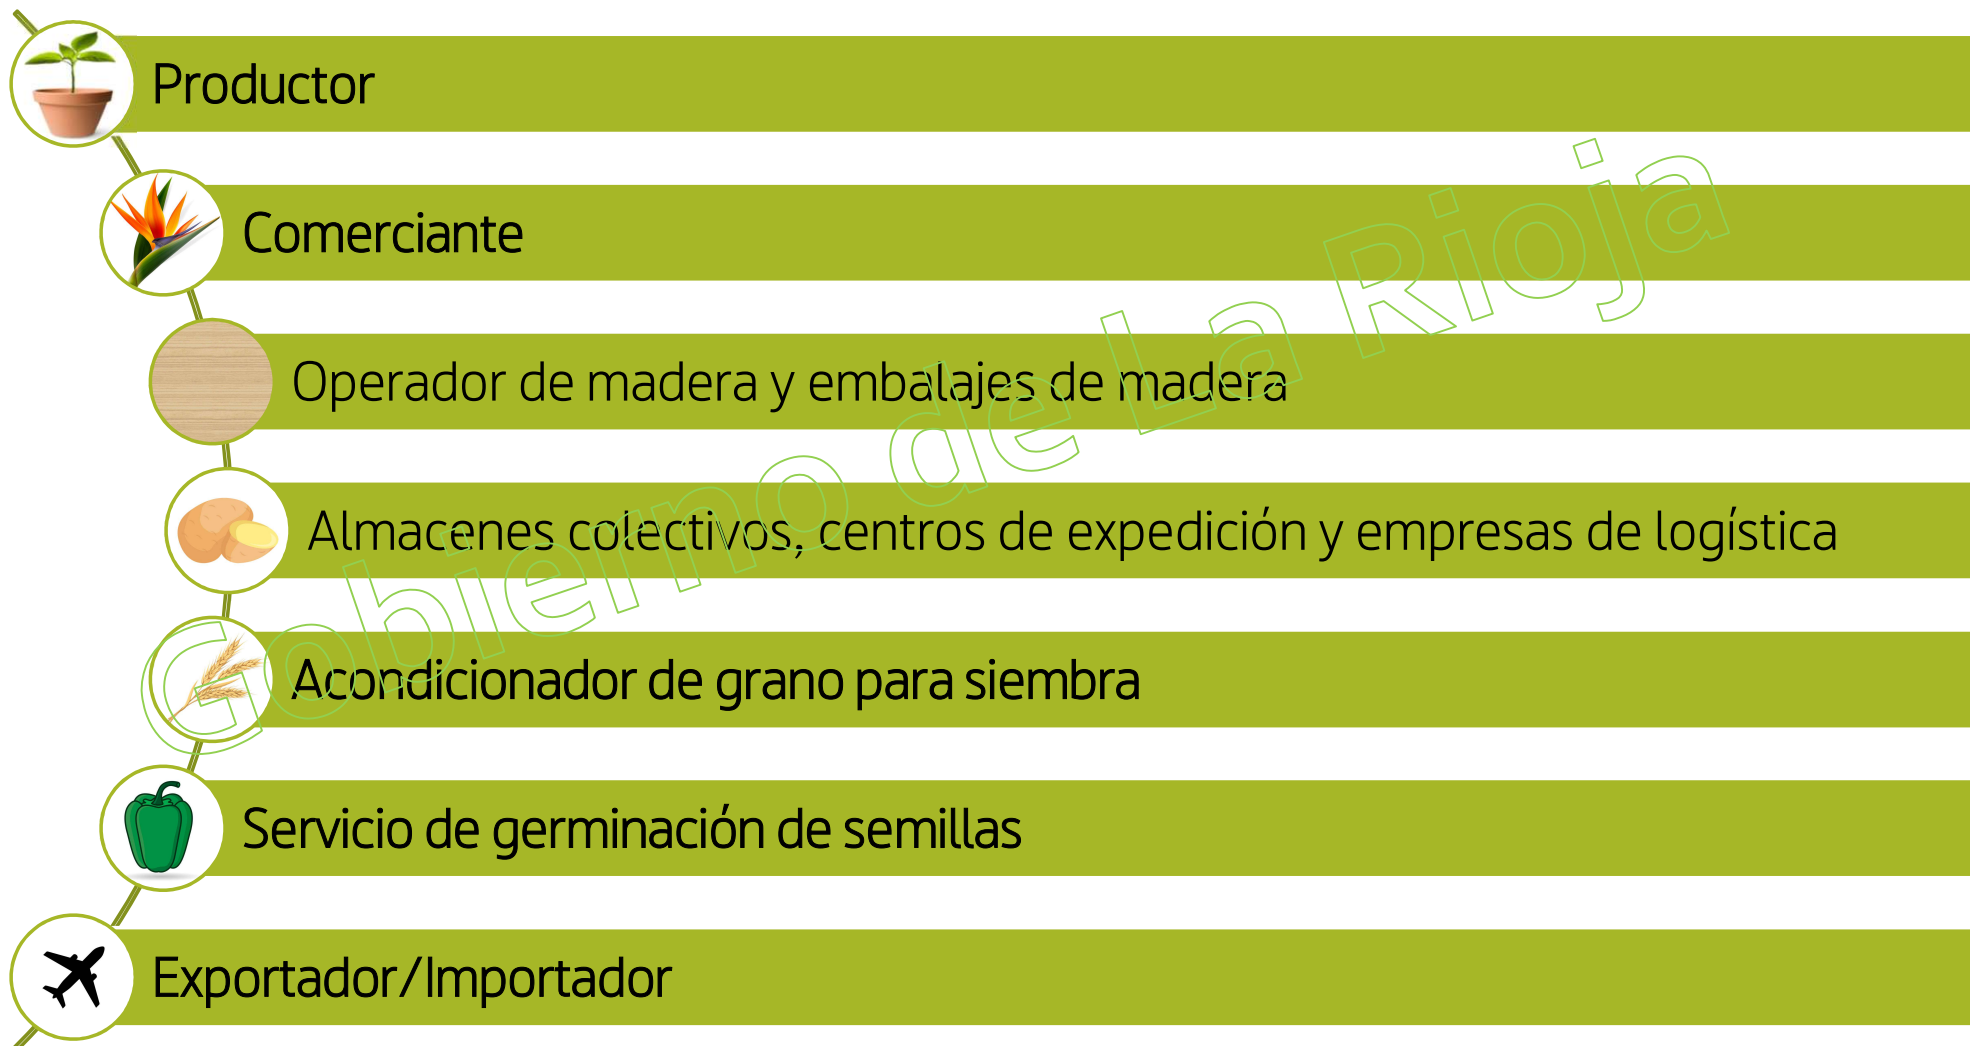 Productor
Comerciante
Operador de madera y embalajes de madera
Almacenes colectivos, centros de expedición y empresas de logística
Acondicionador de grano para siembra
Servicio de germinación de semillas
Exportador/Importador
Gobierno de La Rioja